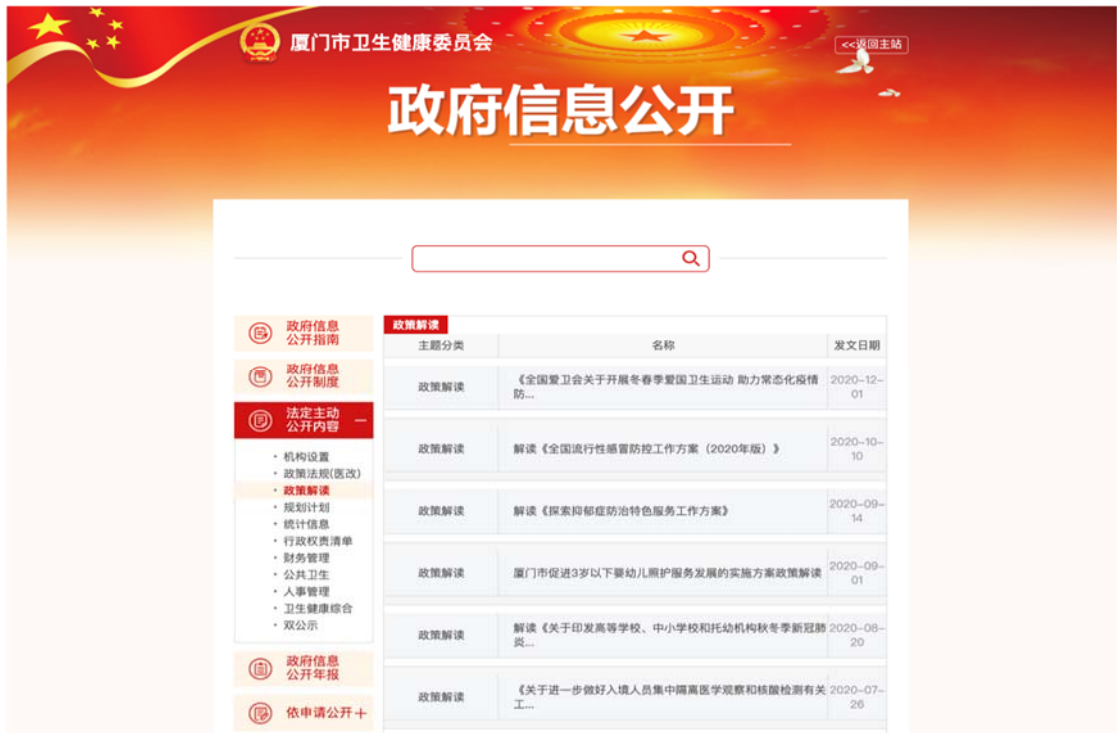 厦门市卫生健康委员会
<<返回主站
政府信息公开
政府信息
公开指南
政府信息
公开制度
法定主动
公开内容
机构设置
政策法规(医改)
政策解读
规划计划
统计信息
行政权责清单
财务管理
公共卫生
人事管理
卫生健康综合
双公示
政府信息
公开年报
依申请公开
政策解读
主题分类 名称 发文日期
政策解读 《全国爱卫会关于开展冬春季爱国卫生运动 助力常态化疫情 2020-12-
防... 01
政策解读 解读《全国流行性感冒防控工作方案（2020年版）》 2020-10-
10
政策解读 解读《探索抑郁症防治特色服务工作方案》 2020-09-
14
政策解读 厦门市促进3岁以下婴幼儿照护服务发展的实施方案政策解读 2020-09-
01
政策解读 解读《关于印发高等学校、中小学校和托幼机构秋冬季新冠肺 2020-08-
炎... 20
政策解读 《关于进一步做好入境人员集中隔离医学观察和核酸检测有关 2020-07-
工... 26